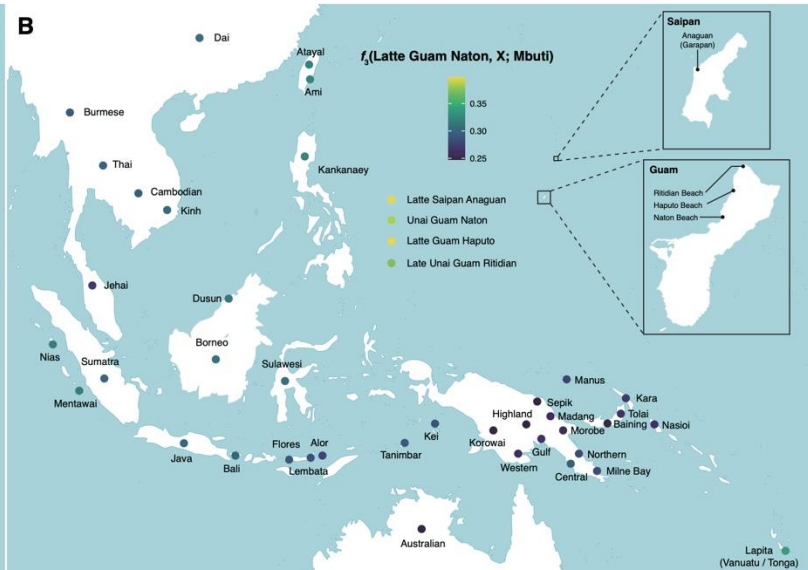 B
Dai
Atayal
Ami
f3(Latte Guam Naton, X; Mbuti)
0.35
0.30
0.25
Saipan
Anaguan
(Garapan)
Burmese
Thai
Cambodian
Kinh
Kankanaey
Latte Saipan Anaguan
Unai Guam Naton
Latte Guam Haputo
Late Unai Guam Ritidian
Guam
Ritidian Beach
Haputo Beach
Naton Beach
Jehai
Dusun
Nias
Sumatra
Borneo
Sulawesi
Mentawai
Manus
Kara
Sepik
Madang
Tolai
Highland
Baining
Nasioi
Korowai
Morobe
Kei
Gulf
Java
Bali
Flores
Alor
Lembata
Tanimbar
Western
Northern
Central
Milne Bay
Australian
Lapita
(Vanuatu / Tonga)